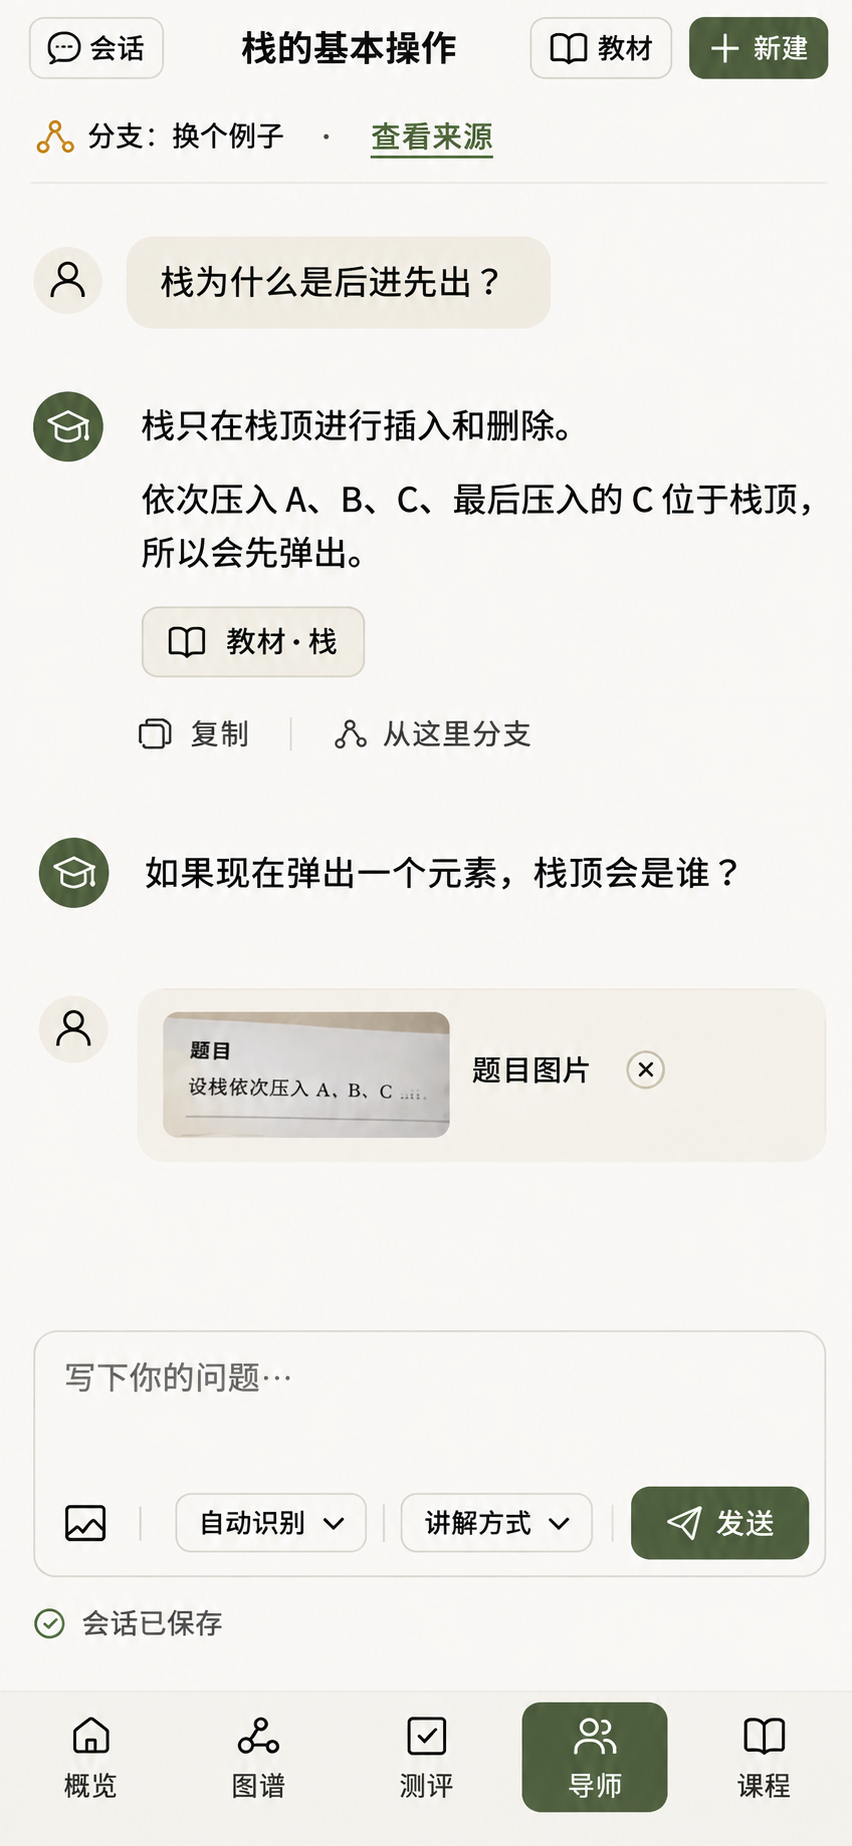 会话
栈的基本操作
教材
新建
分支：换个例子 · 查看来源
栈为什么是后进先出？
栈只在栈顶进行插入和删除。
依次压入 A、B、C、最后压入的 C 位于栈顶，
所以会先弹出。
教材 · 栈
复制
从这里分支
如果现在弹出一个元素，栈顶会是谁？
题目
设栈依次压入 A、B、C ......
题目图片
写下你的问题…
自动识别
讲解方式
发送
会话已保存
概览
图谱
测评
导师
课程